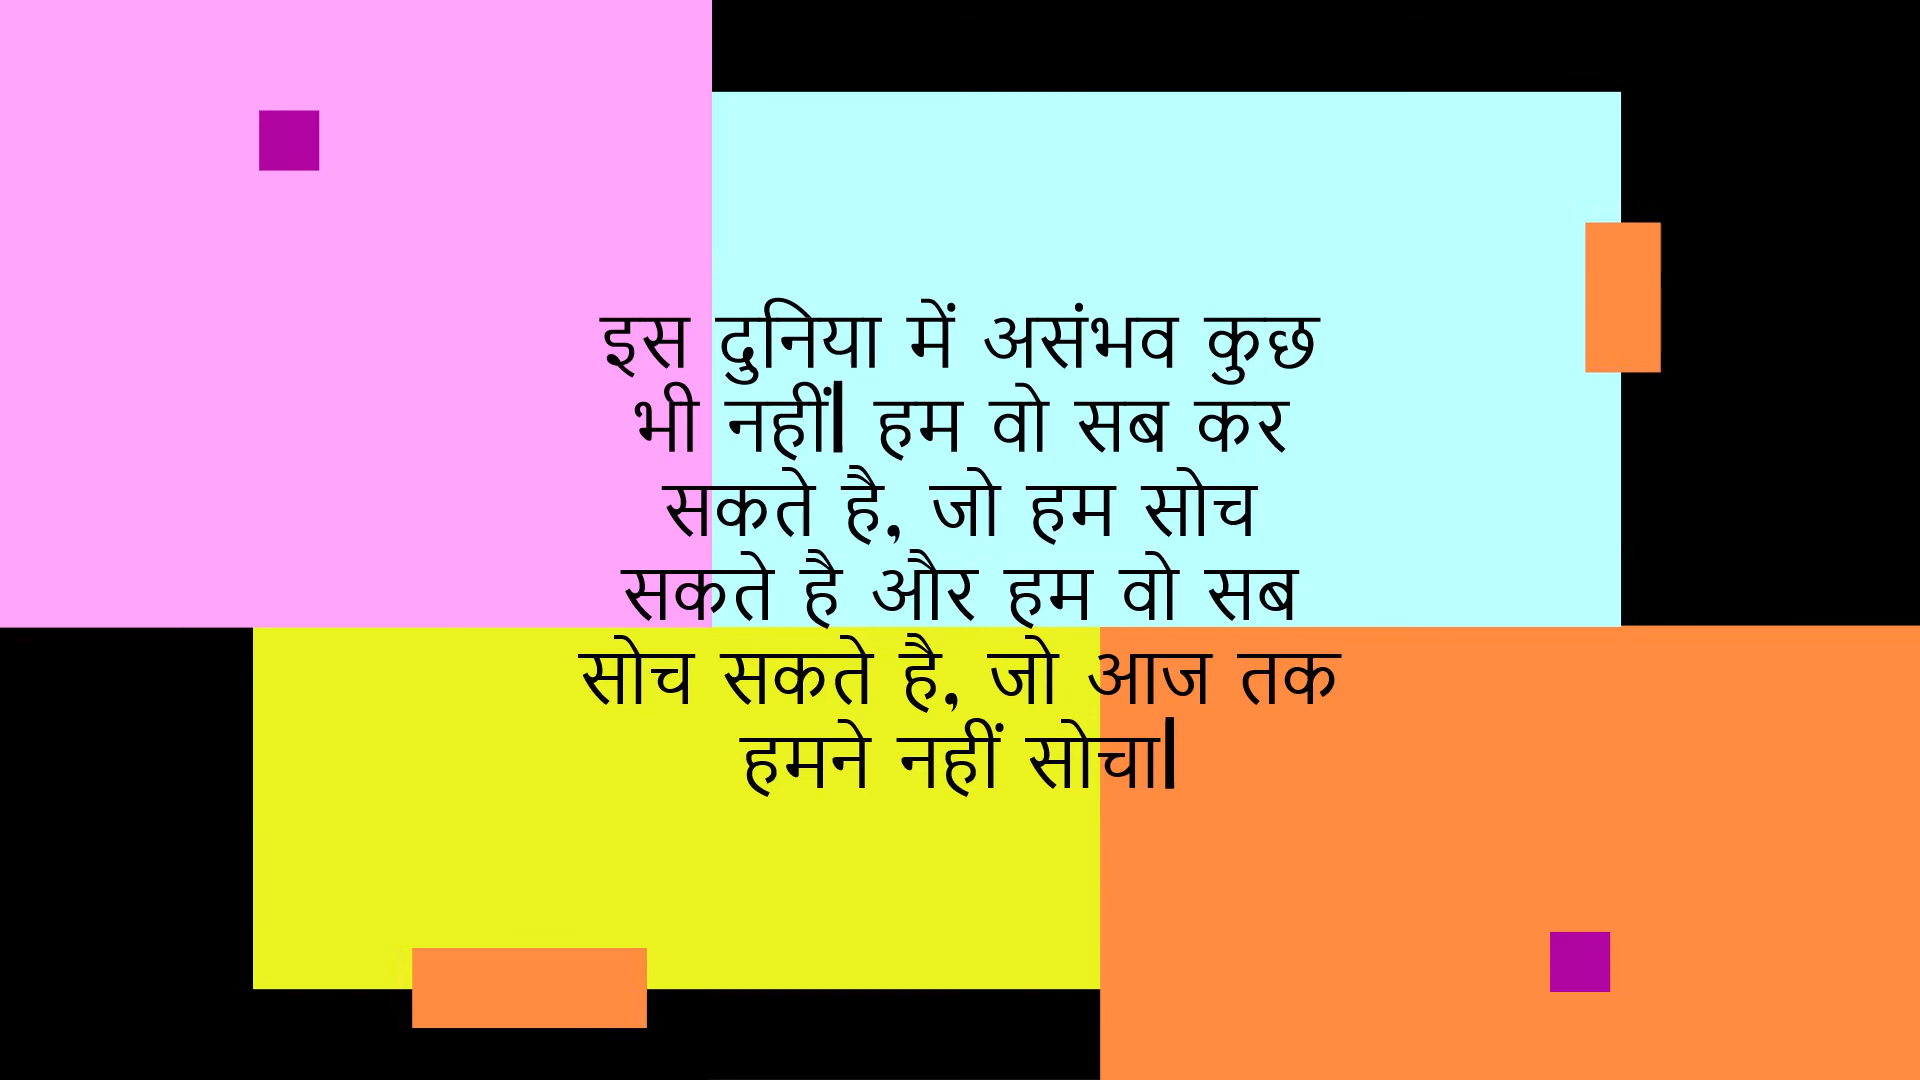 इस दुनिया में असंभव कुछ
भी नहीं| हम वो सब कर
सकते है, जो हम सोच
सकते है और हम वो सब
सोच सकते है, जो आज तक
हमने नहीं सोचा|